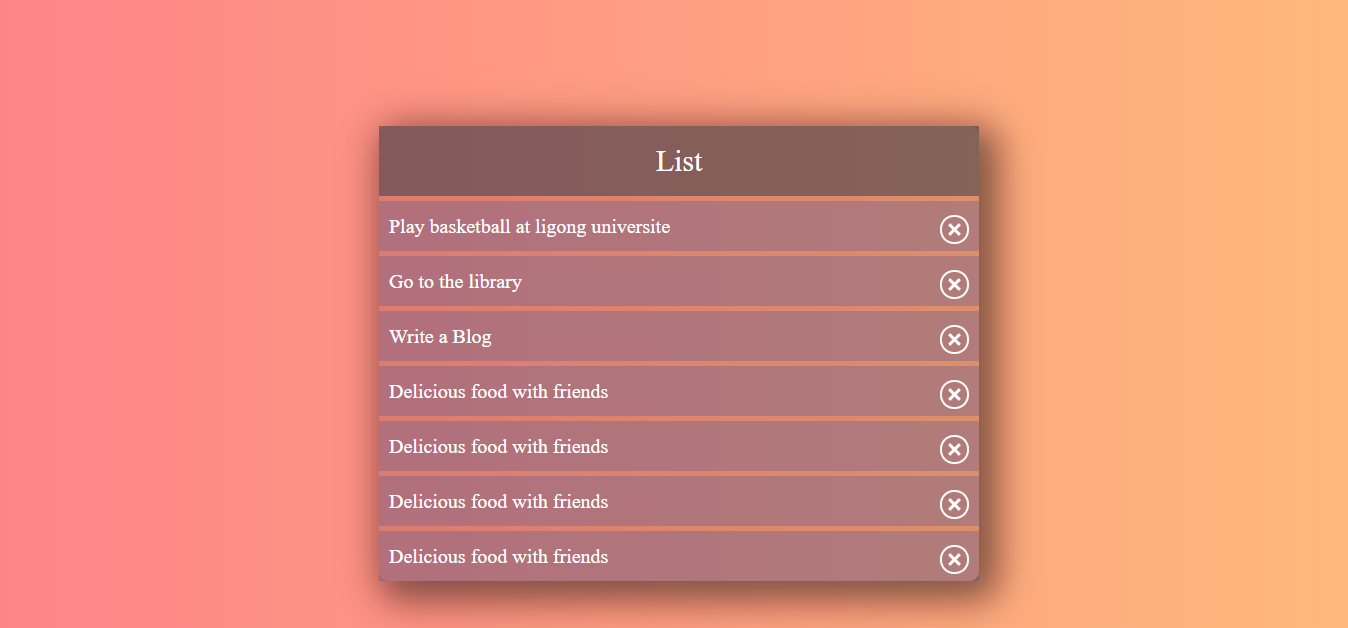 List
Play basketball at ligong universite
Go to the library
Write a Blog
Delicious food with friends
Delicious food with friends
Delicious food with friends
Delicious food with friends